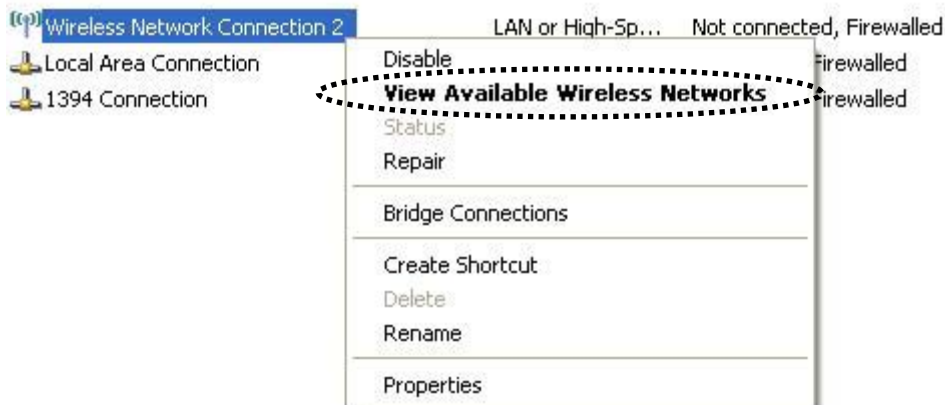 Wireless Network Connection 2 LAN or High-Sp... Not connected, Firewalled
Local Area Connection Firewalled
1394 Connection Firewalled
Disable
View Available Wireless Networks
Status
Repair
Bridge Connections
Create Shortcut
Delete
Rename
Properties